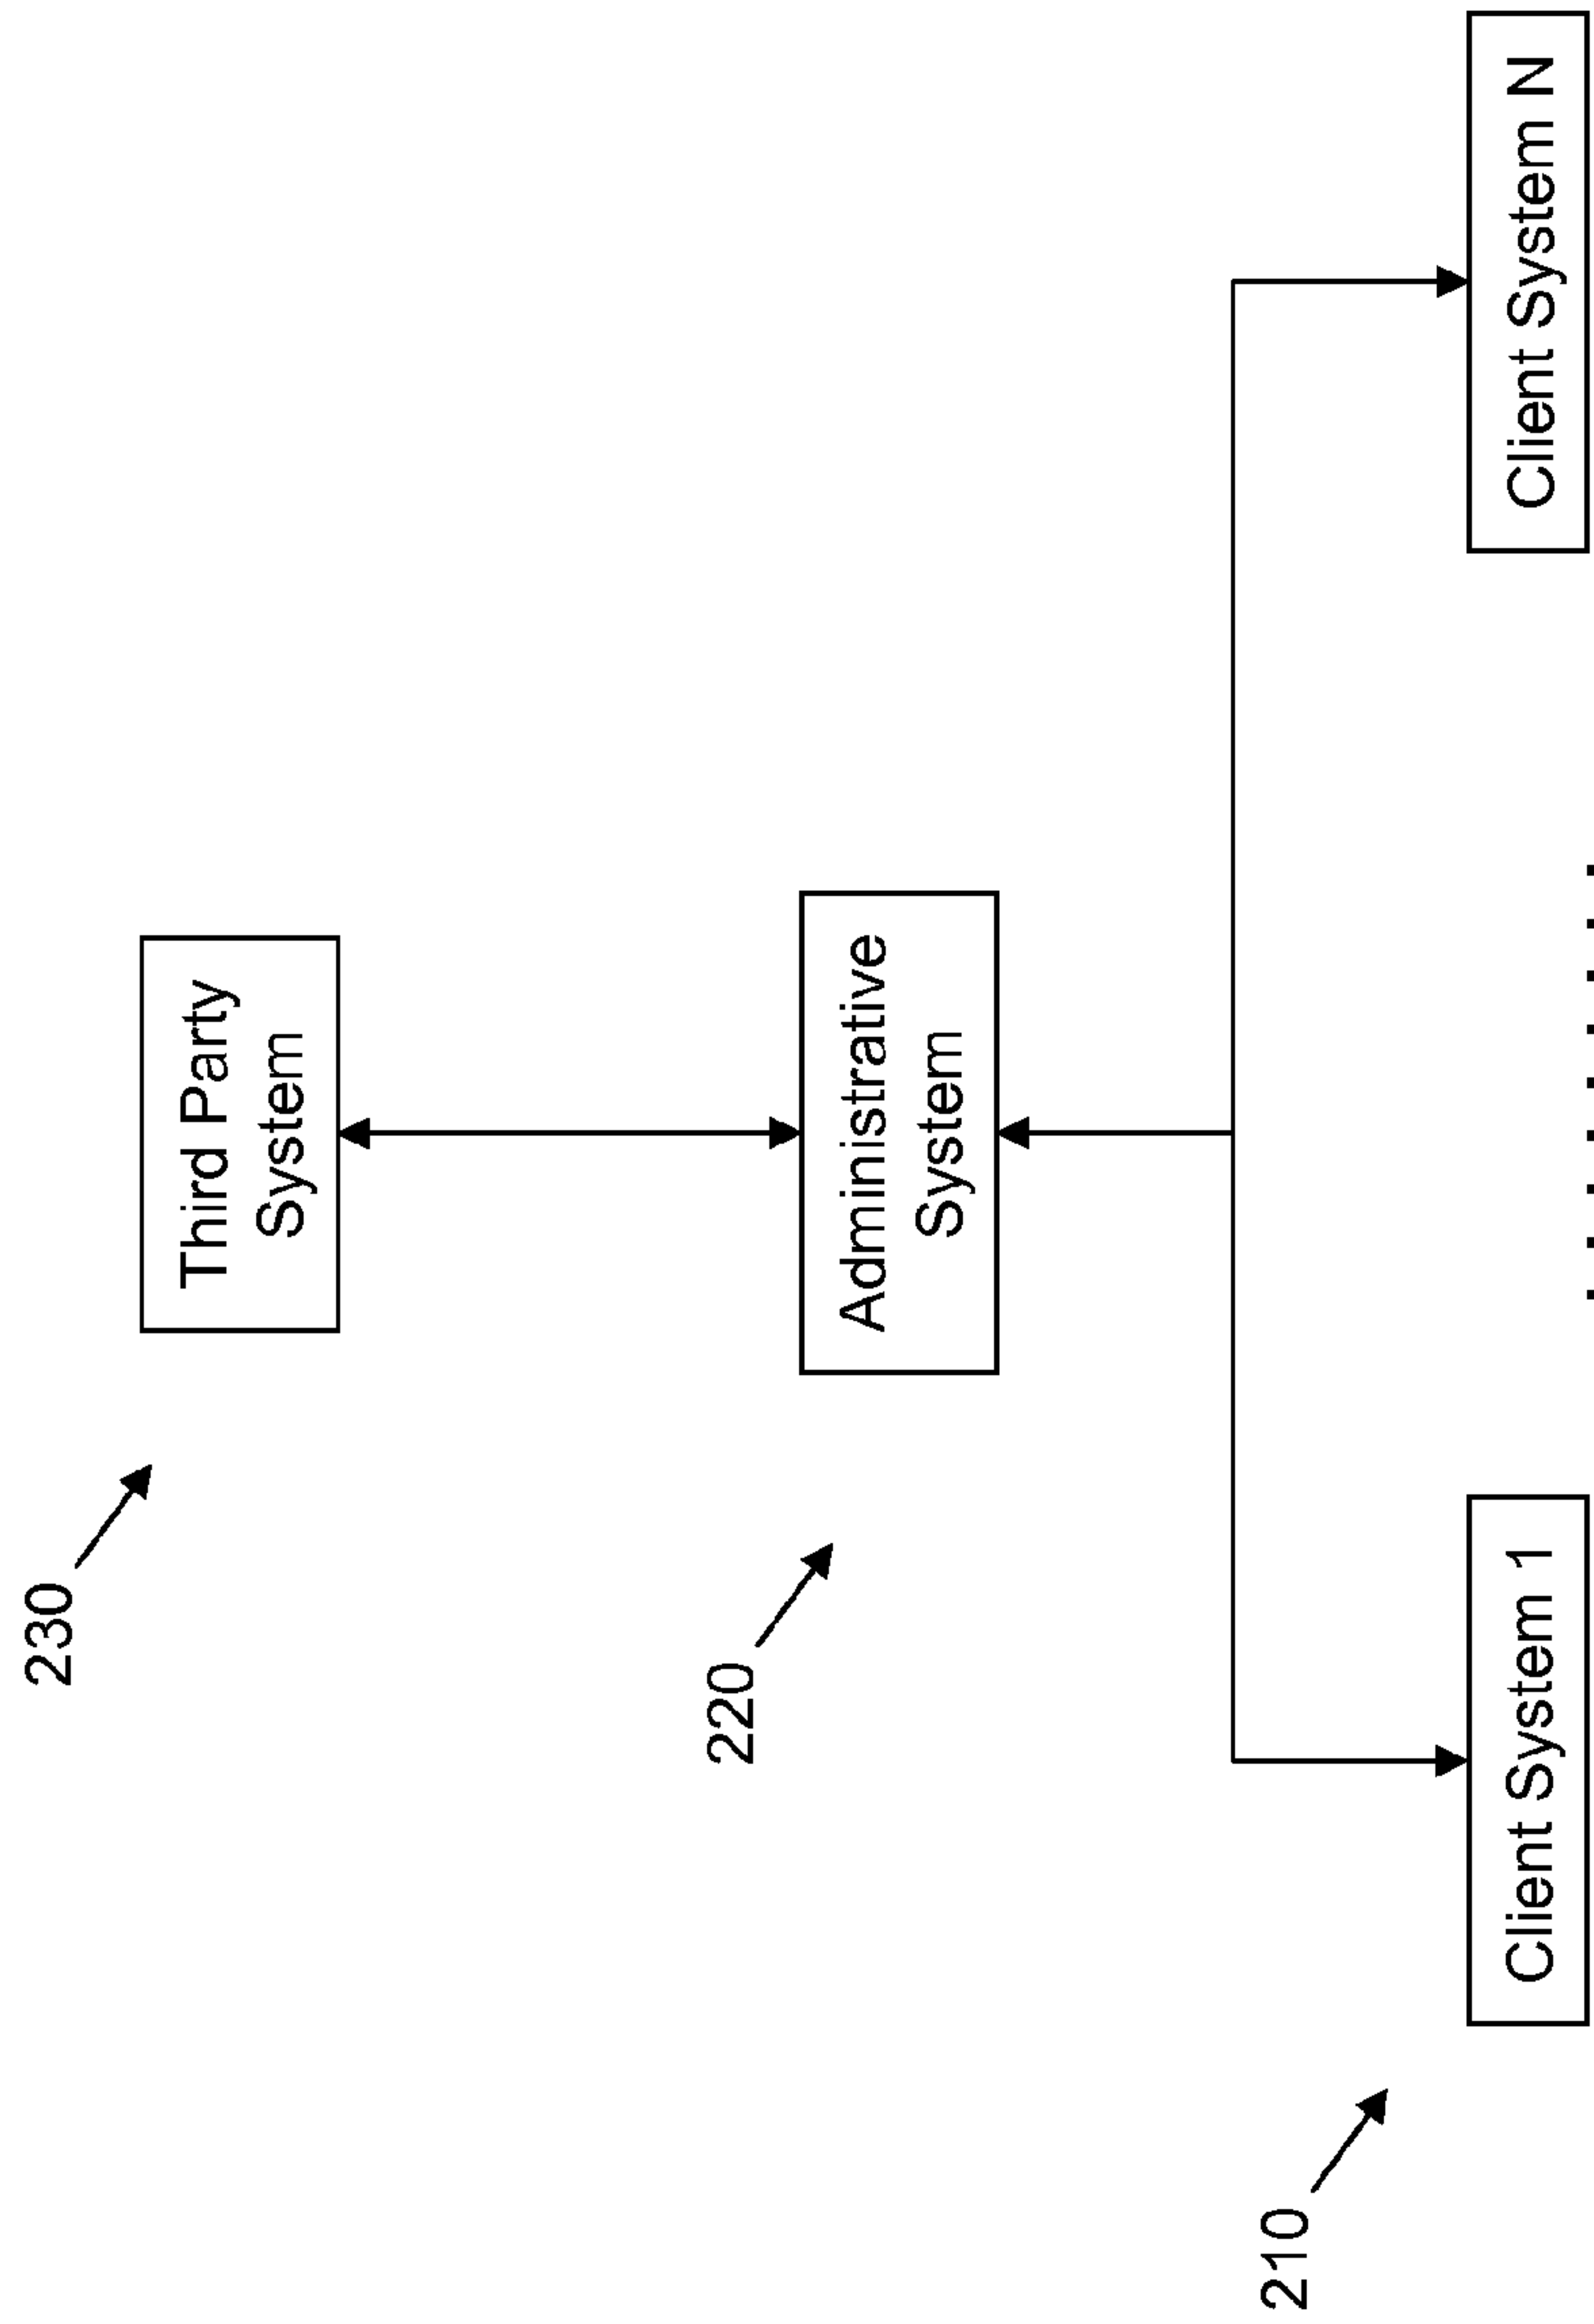 230
Third Party
System
220
Administrative
System
210
Client System 1
Client System N